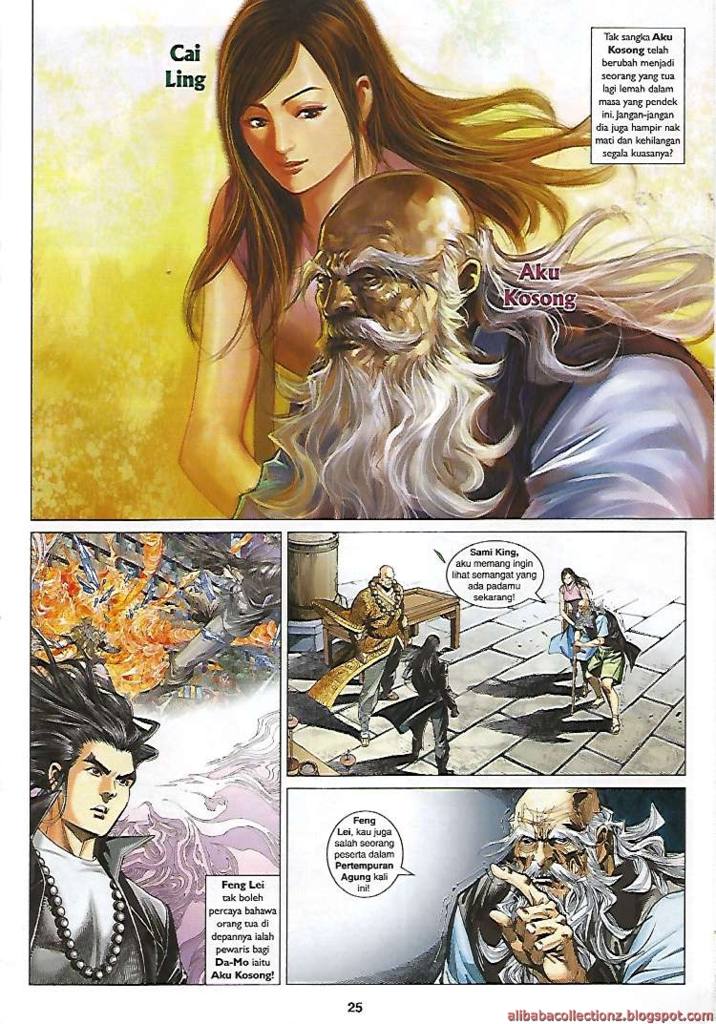 Cai
Ling
Tak sangka Aku
Kosong telah
berubah menjadi
seorang yang tua
lagi lemah dalam
masa yang pendek
ini. Jangan-jangan
dia juga hampir nak
mati dan kehilangan
segala kuasanya?
Aku
Kosong
Feng Lei
tak boleh
percaya bahawa
orang tua di
depannya ialah
pewaris bagi
Da-Mo iaitu
Aku Kosong!
Sami King,
aku memang ingin
lihat semangat yang
ada padamu
sekarang!
Feng
Lei, kau juga
salah seorang
peserta dalam
Pertempuran
Agung kali
ini!
25
alibabacollectionz.blogspot.com